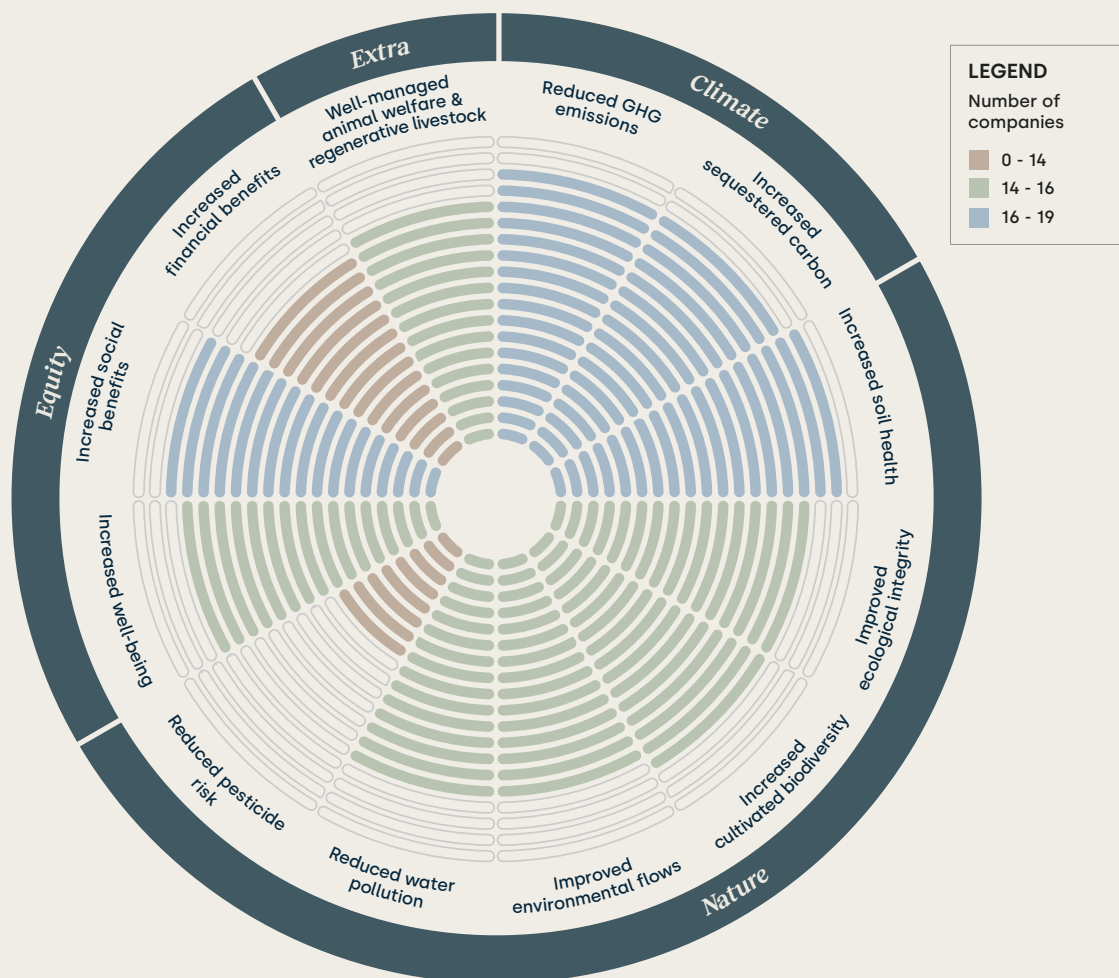 Extra
Climate
Nature
Equity
Well-managed
animal welfare &
regenerative livestock
Reduced GHG
emissions
Increased
sequestered carbon
Increased soil health
Improved
ecological integrity
Increased
cultivated biodiversity
Improved
environmental flows
Reduced water
pollution
Reduced pesticide
risk
Increased well-being
Increased social
benefits
Increased
financial benefits
LEGEND
Number of
companies
0 - 14
14 - 16
16 - 19